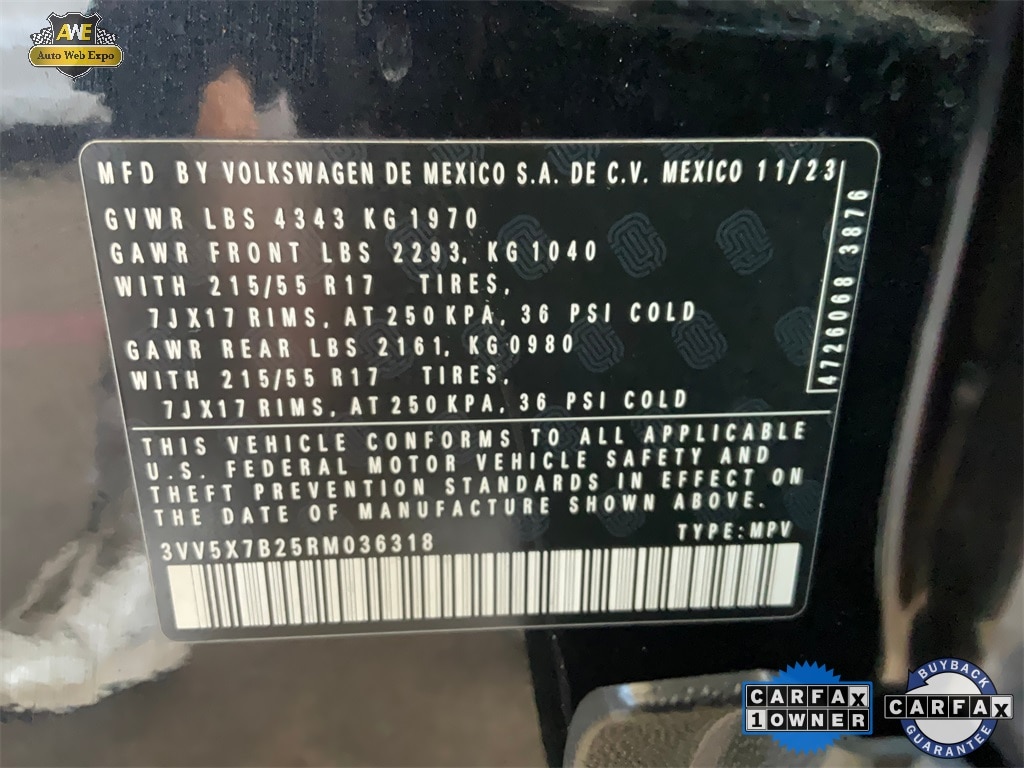 AWE
Auto Web Expo
MFD BY VOLKSWAGEN DE MEXICO S.A. DE C.V. MEXICO 11/23
GVWR LBS 4343 KG 1970
GAWR FRONT LBS 2293, KG 1040
WITH 215/55 R17 TIRES,
7JX17 RIMS, AT 250 KPA, 36 PSI COLD
GAWR REAR LBS 2161, KG 0980
WITH 215/55 R17 TIRES,
7JX17 RIMS, AT 250 KPA, 36 PSI COLD
4726068 3876
THIS VEHICLE CONFORMS TO ALL APPLICABLE
U.S. FEDERAL MOTOR VEHICLE SAFETY AND
THEFT PREVENTION STANDARDS IN EFFECT ON
THE DATE OF MANUFACTURE SHOWN ABOVE.
3VV5X7B25RM036318 TYPE: MPV
CARFAX
1 OWNER
BUYBACK
CARFAX
GUARANTEE